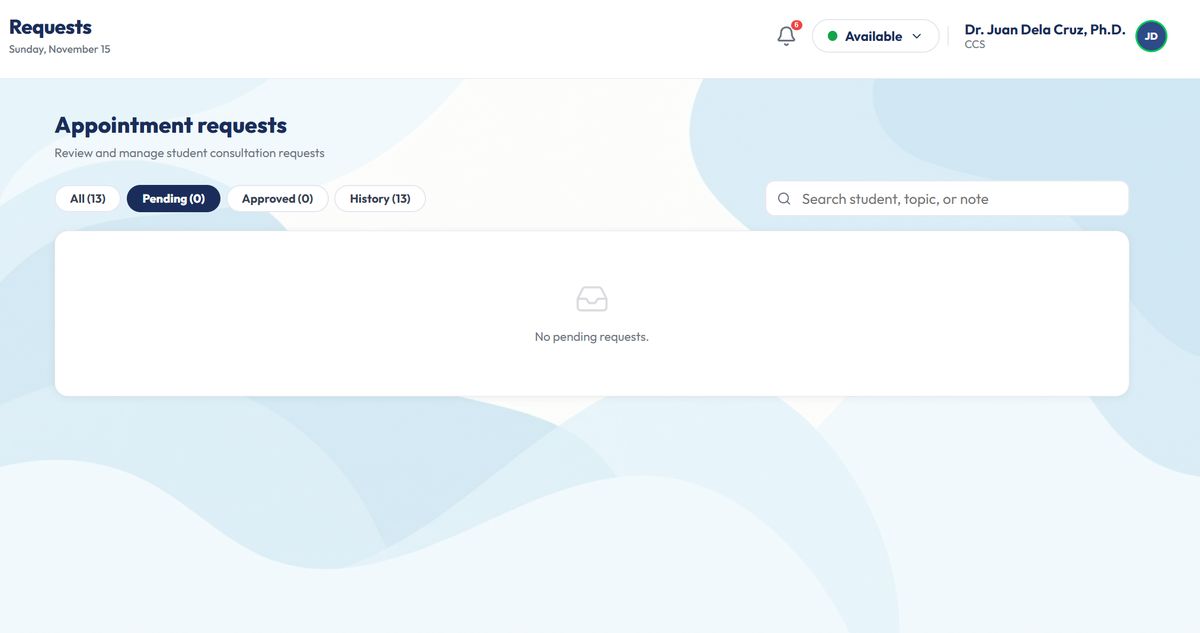 Requests
Sunday, November 15
6
Available
Dr. Juan Dela Cruz, Ph.D.
CCS
JD
Appointment requests
Review and manage student consultation requests
All (13)
Pending (0)
Approved (0)
History (13)
Search student, topic, or note
No pending requests.